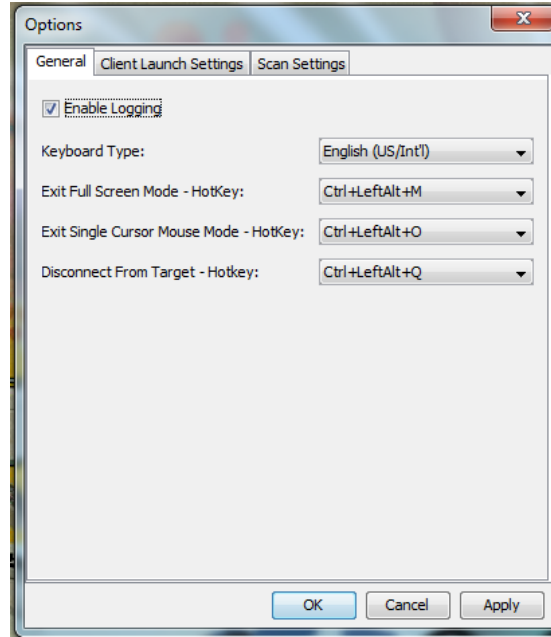 Options
General Client Launch Settings Scan Settings
Enable Logging
Keyboard Type: English (US/Int'l)
Exit Full Screen Mode - HotKey: Ctrl+LeftAlt+M
Exit Single Cursor Mouse Mode - HotKey: Ctrl+LeftAlt+O
Disconnect From Target - Hotkey: Ctrl+LeftAlt+Q
OK Cancel Apply